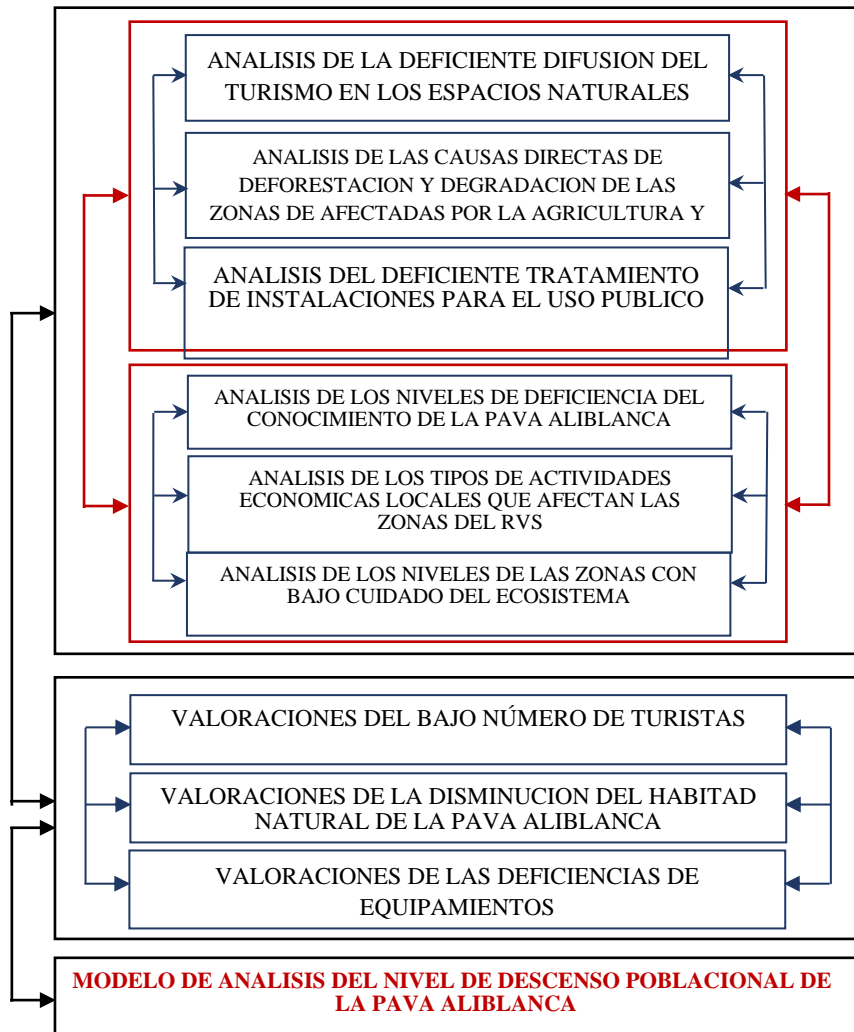 ANALISIS DE LA DEFICIENTE DIFUSION DEL
TURISMO EN LOS ESPACIOS NATURALES
ANALISIS DE LAS CAUSAS DIRECTAS DE
DEFORESTACION Y DEGRADACION DE LAS
ZONAS DE AFECTADAS POR LA AGRICULTURA Y
ANALISIS DEL DEFICIENTE TRATAMIENTO
DE INSTALACIONES PARA EL USO PUBLICO
ANALISIS DE LOS NIVELES DE DEFICIENCIA DEL
CONOCIMIENTO DE LA PAVA ALIBLANCA
ANALISIS DE LOS TIPOS DE ACTIVIDADES
ECONOMICAS LOCALES QUE AFECTAN LAS
ZONAS DEL RVS
ANALISIS DE LOS NIVELES DE LAS ZONAS CON
BAJO CUIDADO DEL ECOSISTEMA
VALORACIONES DEL BAJO NÚMERO DE TURISTAS
VALORACIONES DE LA DISMINUCION DEL HABITAD
NATURAL DE LA PAVA ALIBLANCA
VALORACIONES DE LAS DEFICIENCIAS DE
EQUIPAMIENTOS
MODELO DE ANALISIS DEL NIVEL DE DESCENSO POBLACIONAL DE
LA PAVA ALIBLANCA